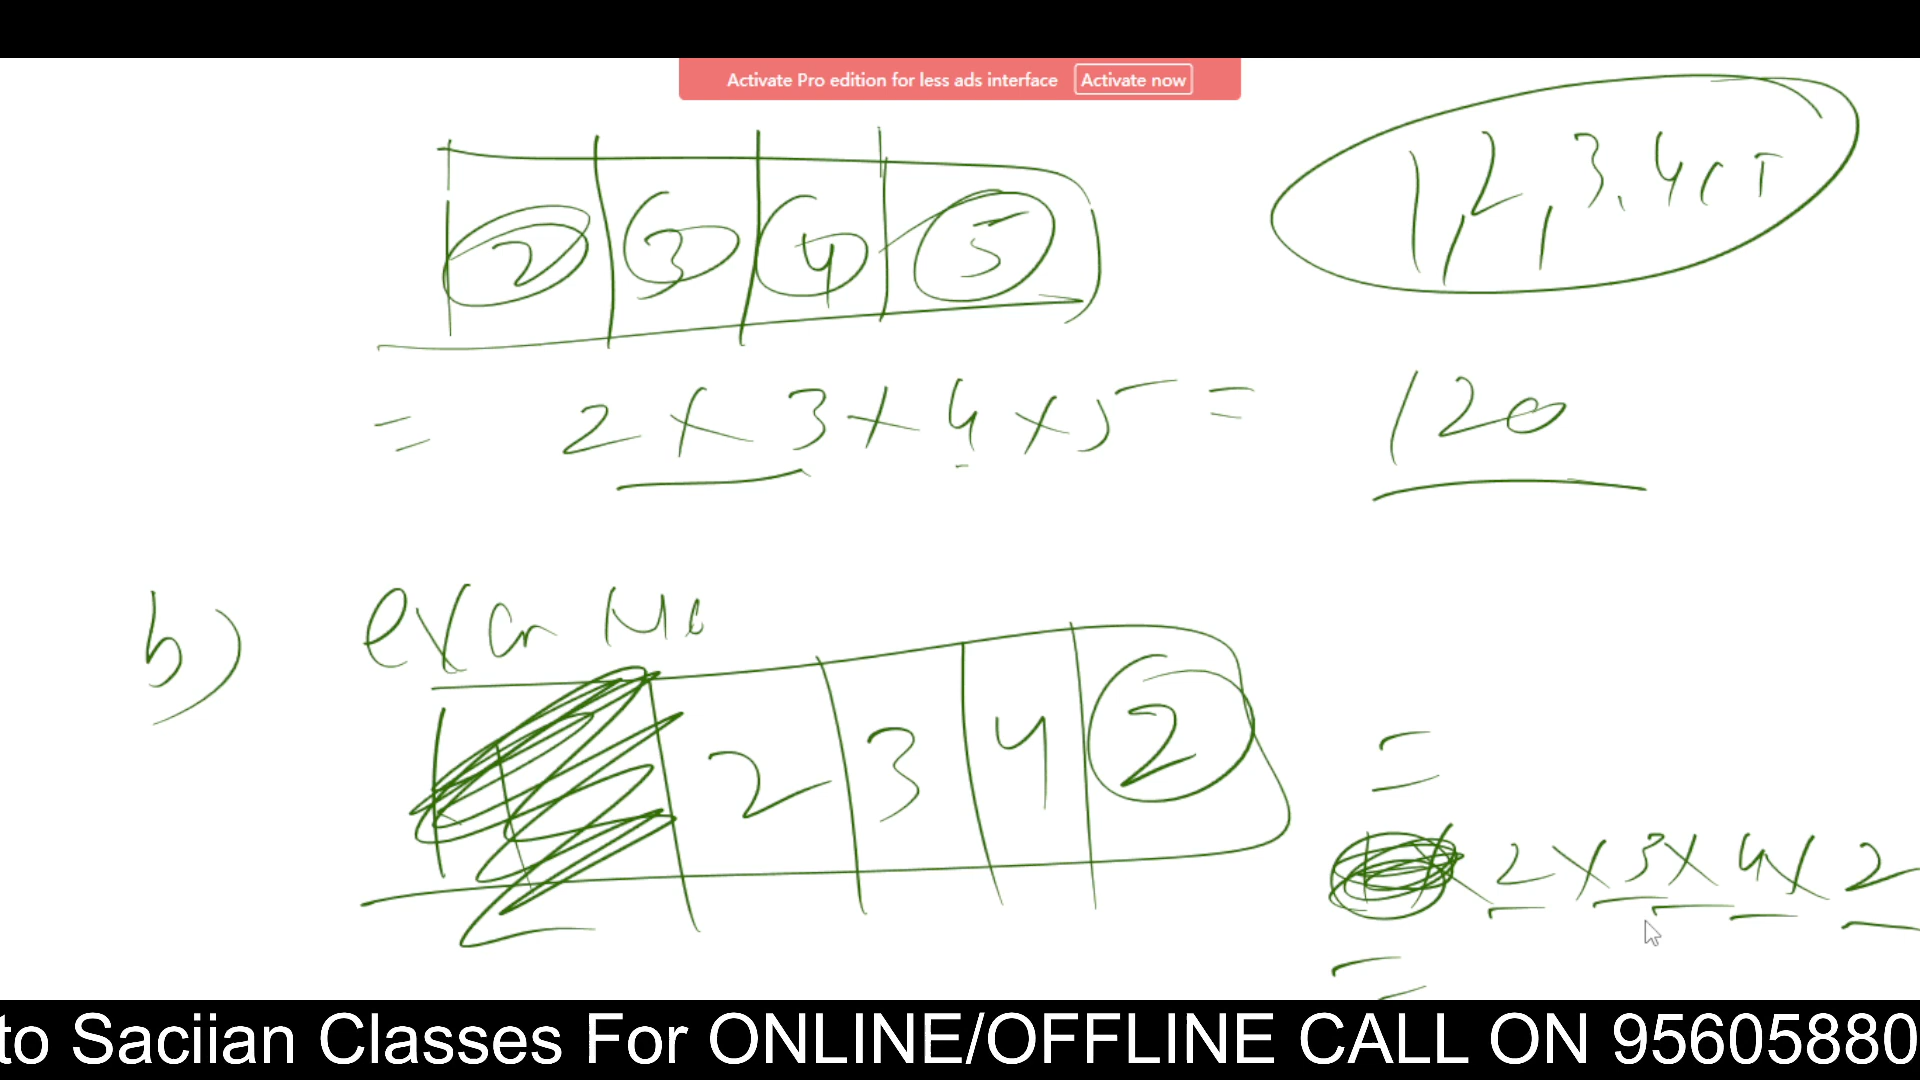 Activate Pro edition for less ads interface Activate now
1, 2, 3, 4
2 3 4 5
= 2 × 3 × 4 × 5 = 120
b) even No
2 3 4 2
=
2 × 3 × 4 × 2
=
to Saciian Classes For ONLINE/OFFLINE CALL ON 95605880